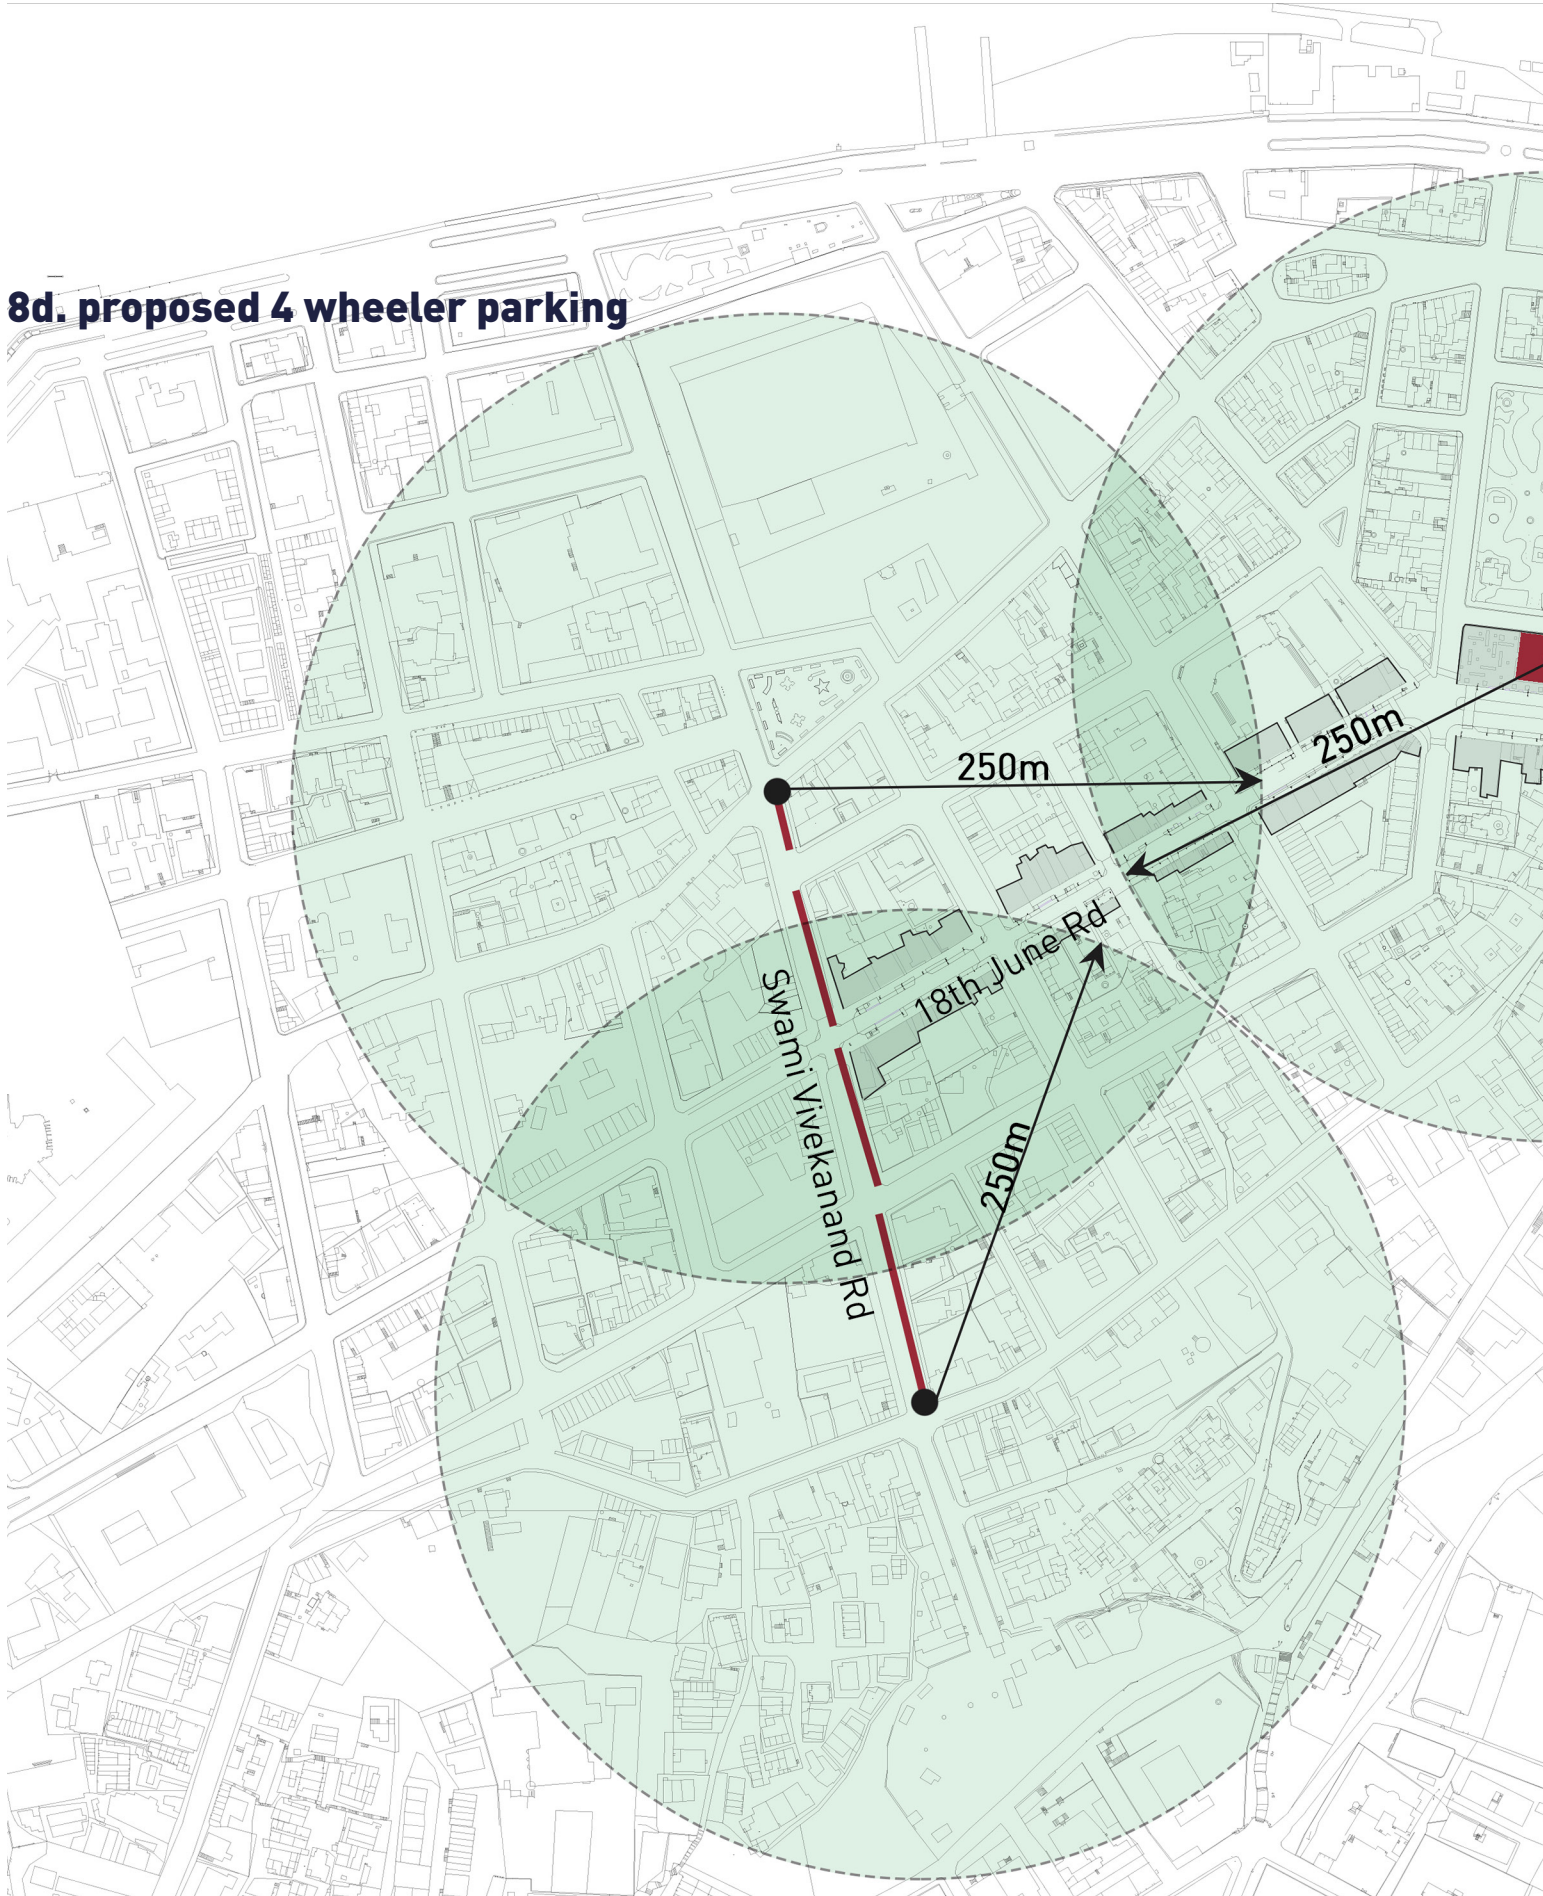 8d. proposed 4 wheeler parking
250m
250m
18th June Rd
Swami Vivekanand Rd
250m